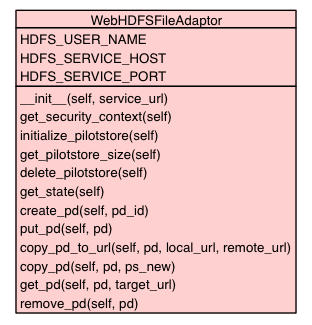 WebHDFSFileAdaptor
HDFS_USER_NAME
HDFS_SERVICE_HOST
HDFS_SERVICE_PORT
__init__(self, service_url)
get_security_context(self)
initialize_pilotstore(self)
get_pilotstore_size(self)
delete_pilotstore(self)
get_state(self)
create_pd(self, pd_id)
put_pd(self, pd)
copy_pd_to_url(self, pd, local_url, remote_url)
copy_pd(self, pd, ps_new)
get_pd(self, pd, target_url)
remove_pd(self, pd)